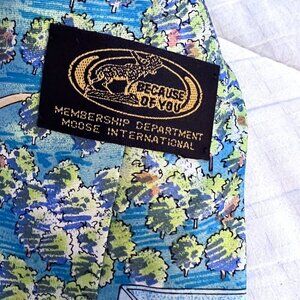 BECAUSE
OF YOU
MEMBERSHIP DEPARTMENT
MOOSE INTERNATIONAL